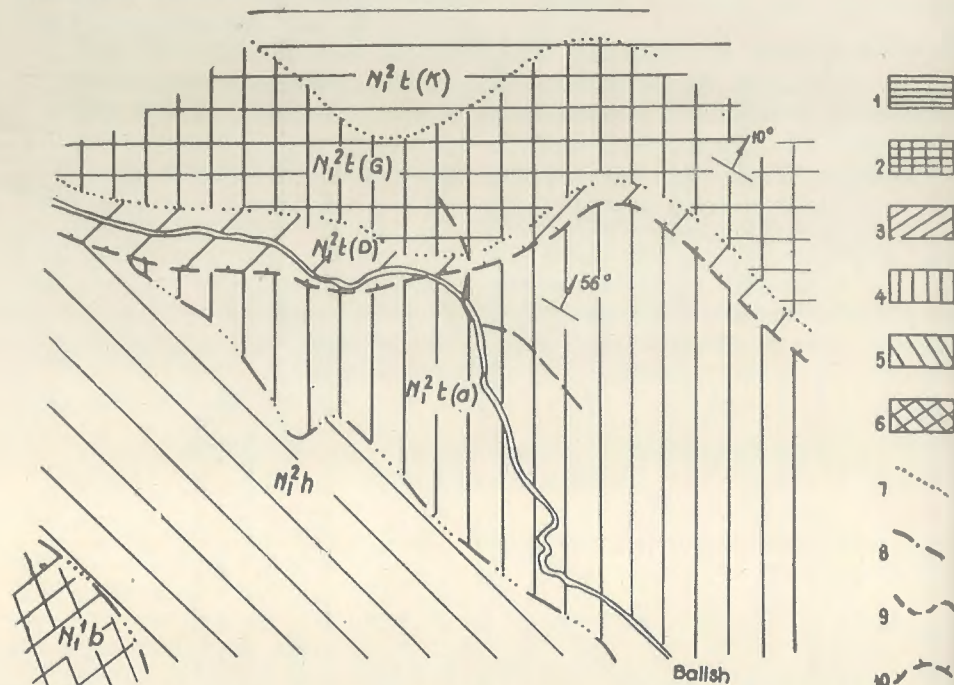 N₁²t(K)
1
10°
2
N₁²t(G)
3
N₁²t(D)
4
56°
5
N₁²t(a)
6
N₁²h
7
8
9
N₁¹b
Ballsh
10